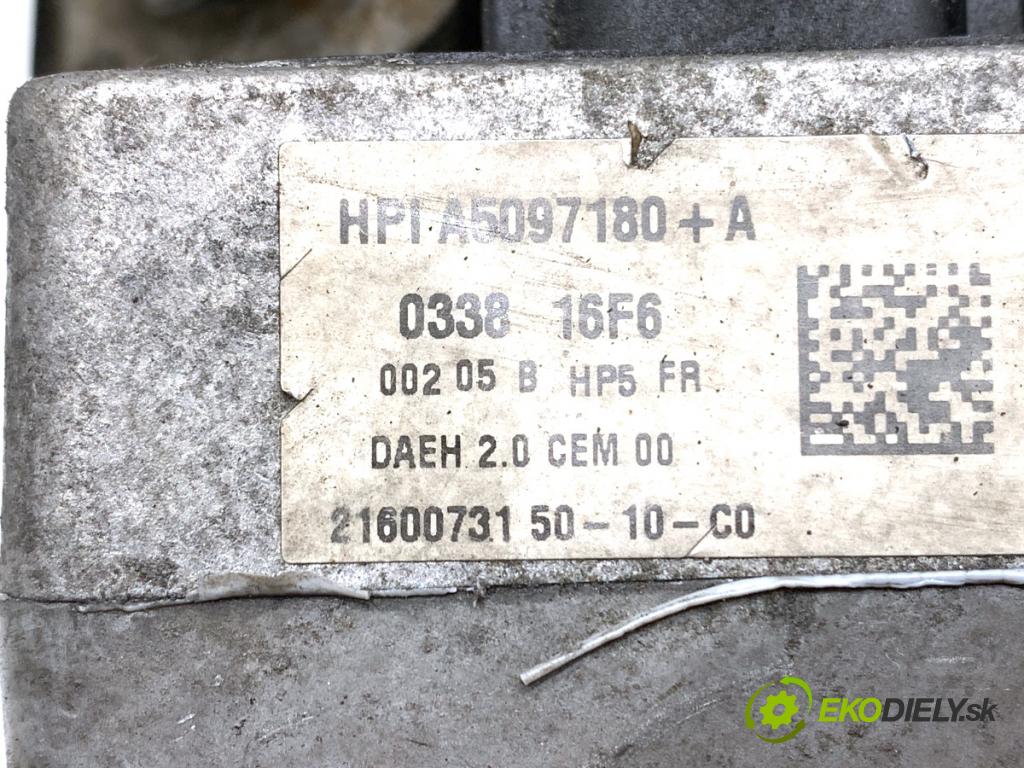 HPI A5097180+A
0338 16F6
002 05 B HP5 FR
DAEH 2.0 CEM 00
21600731 50-10-C0
EKODIELY.sk